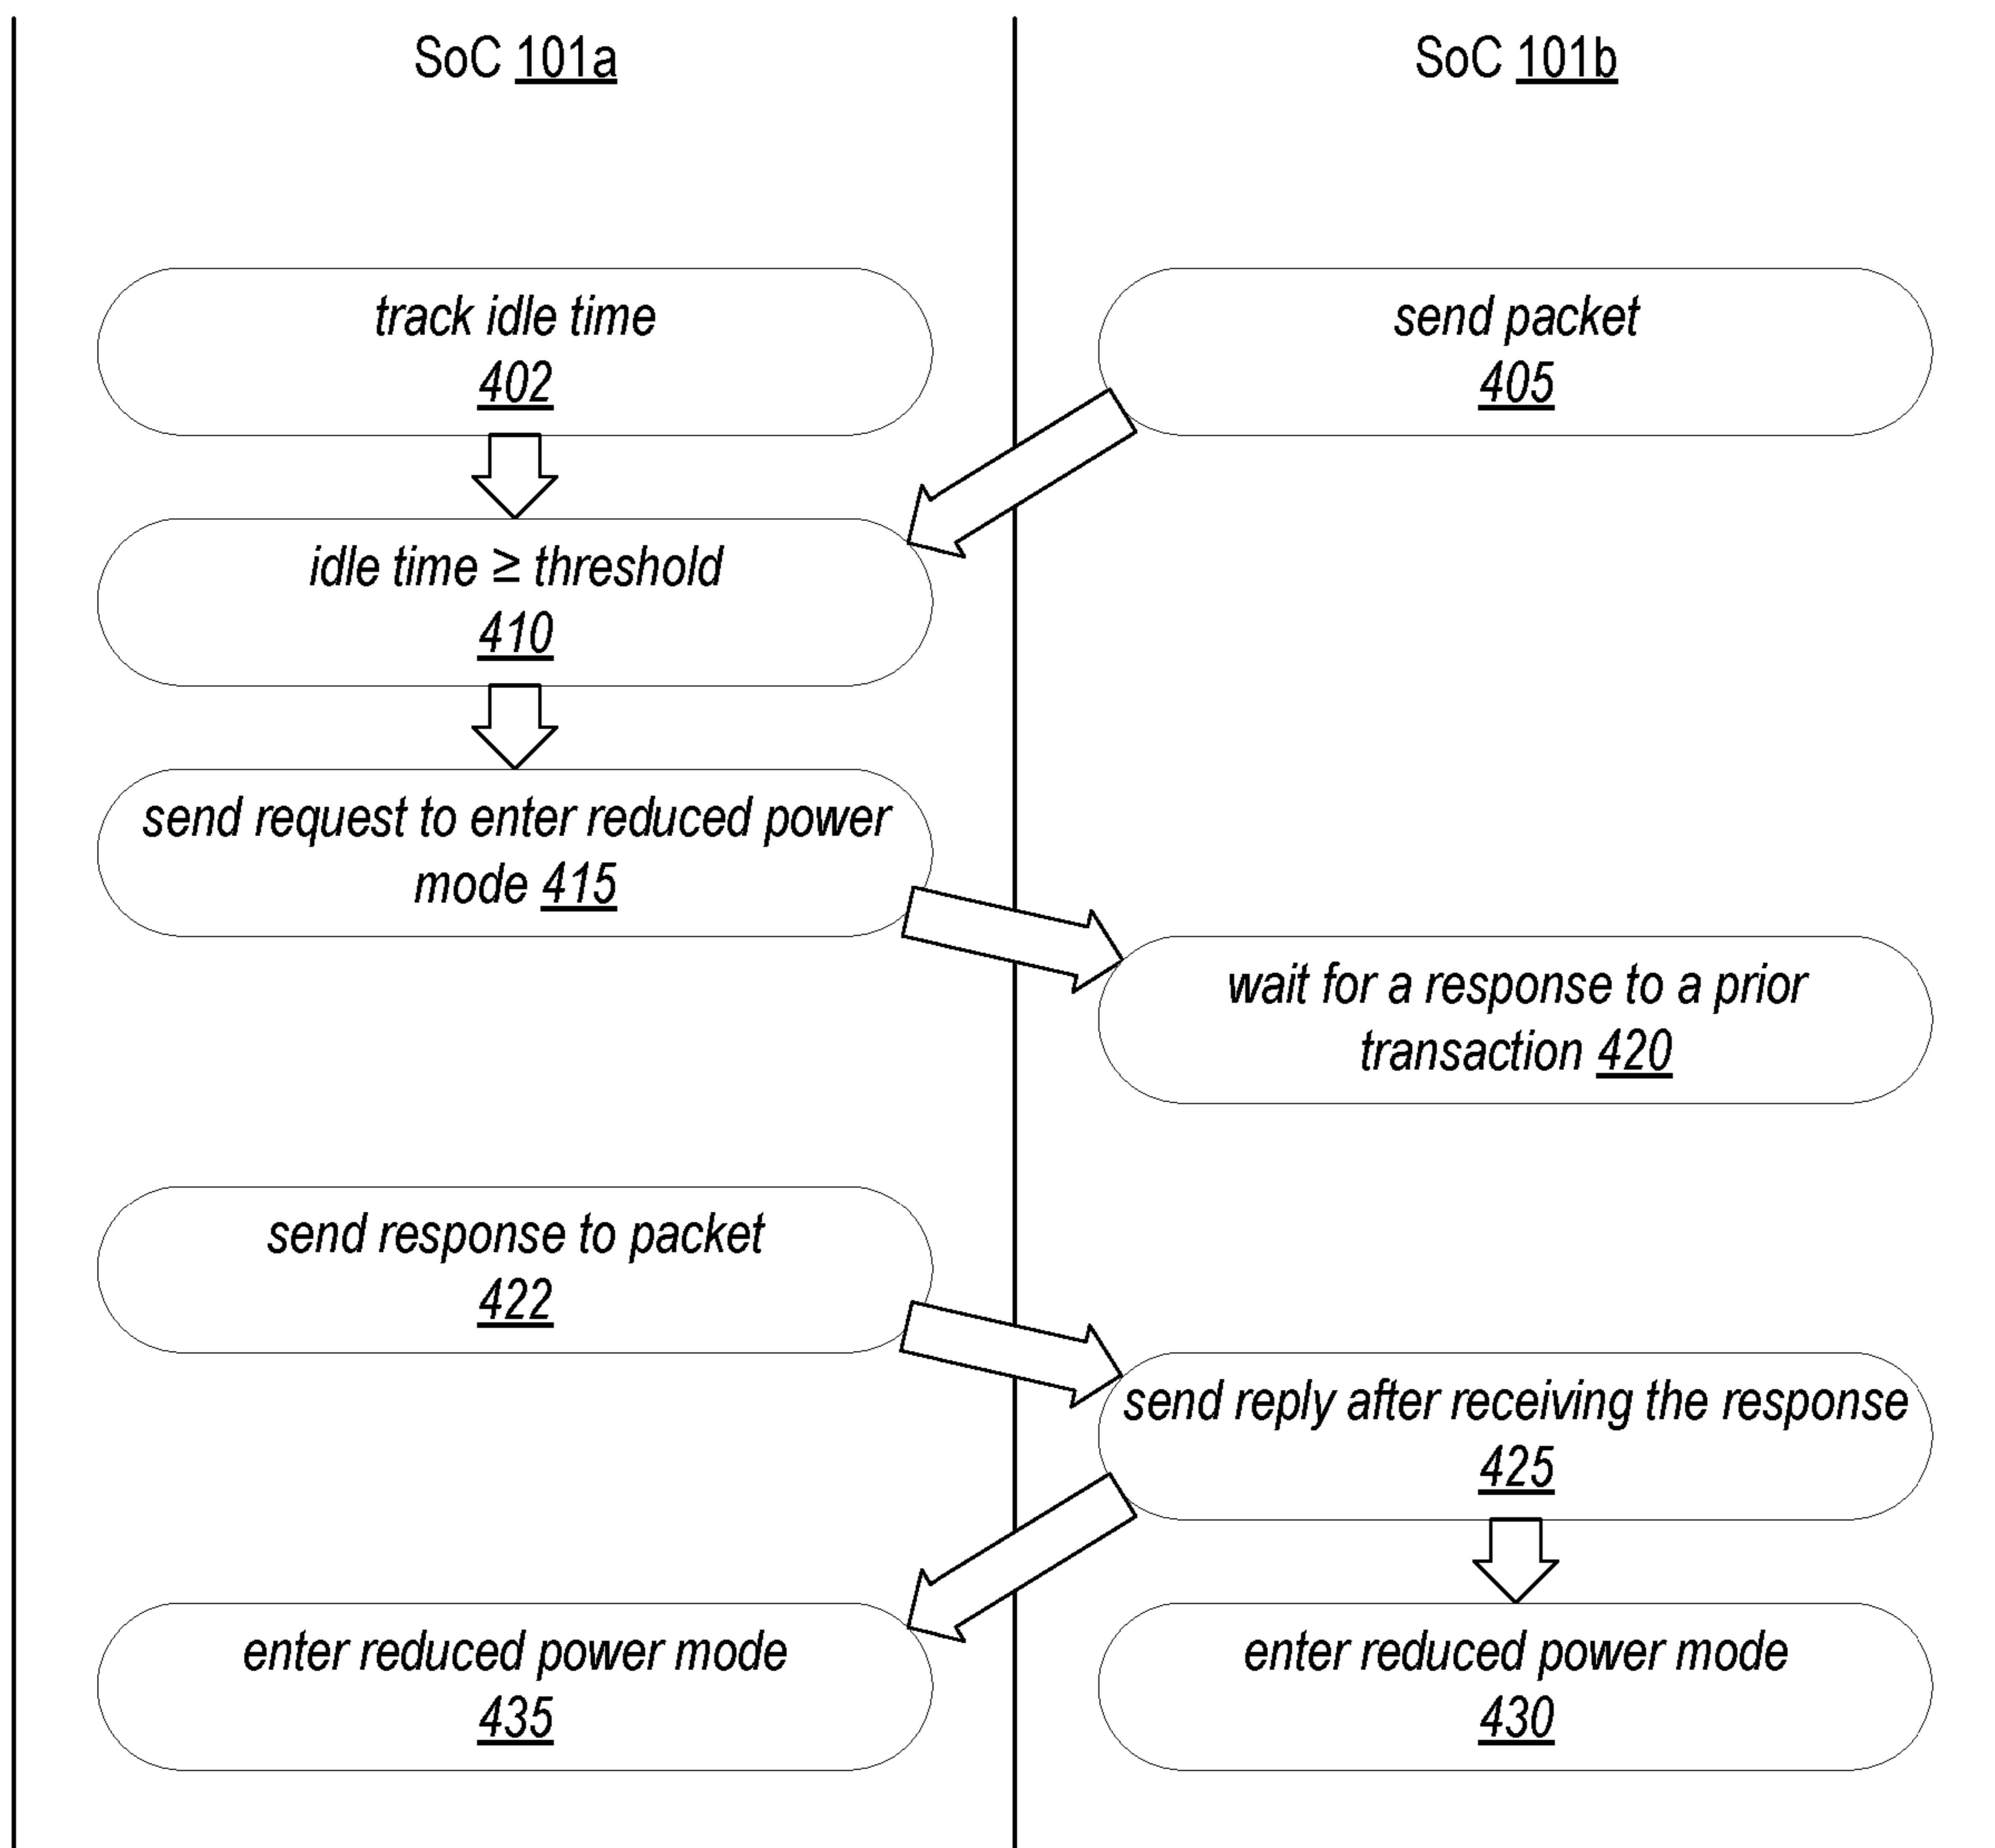 SoC 101a
SoC 101b
track idle time
402
send packet
405
idle time ≥ threshold
410
send request to enter reduced power
mode 415
wait for a response to a prior
transaction 420
send response to packet
422
send reply after receiving the response
425
enter reduced power mode
435
enter reduced power mode
430